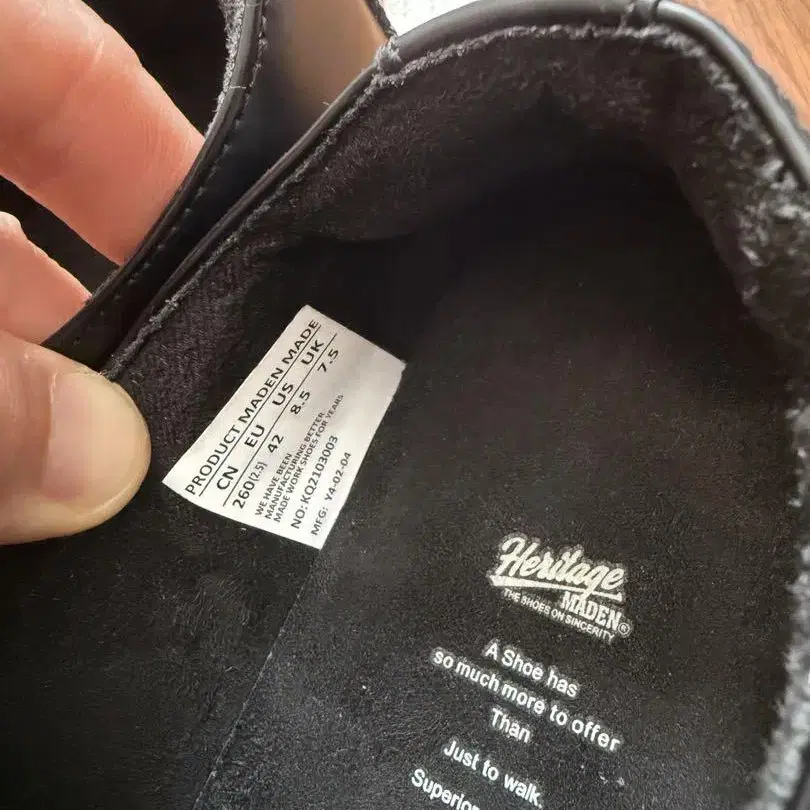 PRODUCT MADEN MADE
CN EU US UK
260(2.5) 42 8.5 7.5
WE HAVE BEEN
MANUFACTURING BETTER
MADE WORK SHOES FOR YEARS
NO: KQ2103003
MFG: Y4-02-04
Heritage
MADEN®
THE SHOES ON SINCERITY
A Shoe has
so much more to offer
Than
Just to walk.
Superior